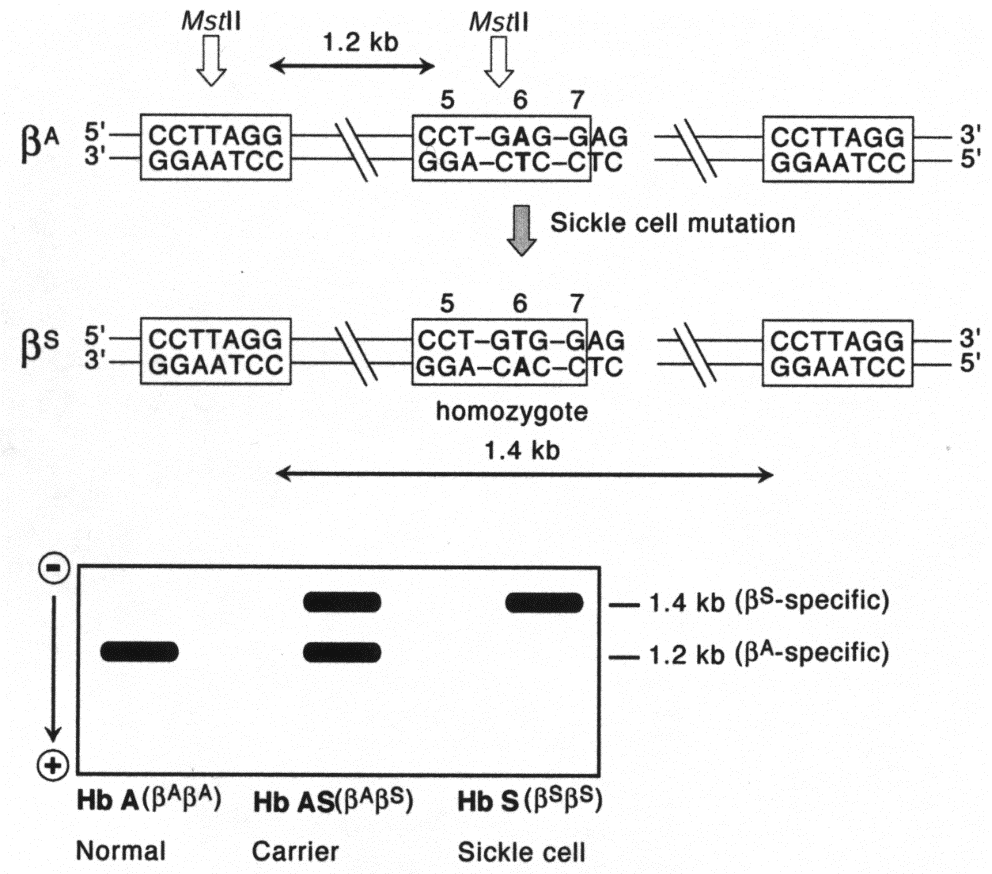 MstII MstII
1.2 kb
5 6 7
βA 5' CCTTAGG CCT–GAG–GAG CCTTAGG 3'
3' GGAATCC GGA–CTC–CTC GGAATCC 5'
Sickle cell mutation
5 6 7
βS 5' CCTTAGG CCT–GTG–GAG CCTTAGG 3'
3' GGAATCC GGA–CAC–CTC GGAATCC 5'
homozygote
1.4 kb
−
1.4 kb (βS-specific)
1.2 kb (βA-specific)
+
Hb A(βAβA) Hb AS(βAβS) Hb S(βSβS)
Normal Carrier Sickle cell